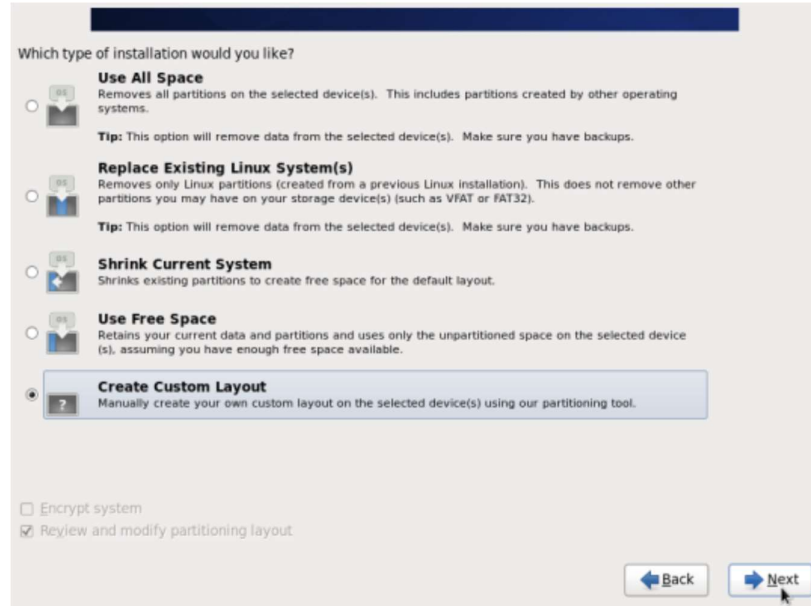 Which type of installation would you like?
Use All Space
Removes all partitions on the selected device(s). This includes partitions created by other operating
systems.
Tip: This option will remove data from the selected device(s). Make sure you have backups.
Replace Existing Linux System(s)
Removes only Linux partitions (created from a previous Linux installation). This does not remove other
partitions you may have on your storage device(s) (such as VFAT or FAT32).
Tip: This option will remove data from the selected device(s). Make sure you have backups.
Shrink Current System
Shrinks existing partitions to create free space for the default layout.
Use Free Space
Retains your current data and partitions and uses only the unpartitioned space on the selected device
(s), assuming you have enough free space available.
Create Custom Layout
Manually create your own custom layout on the selected device(s) using our partitioning tool.
?
Encrypt system
Review and modify partitioning layout
Back
Next